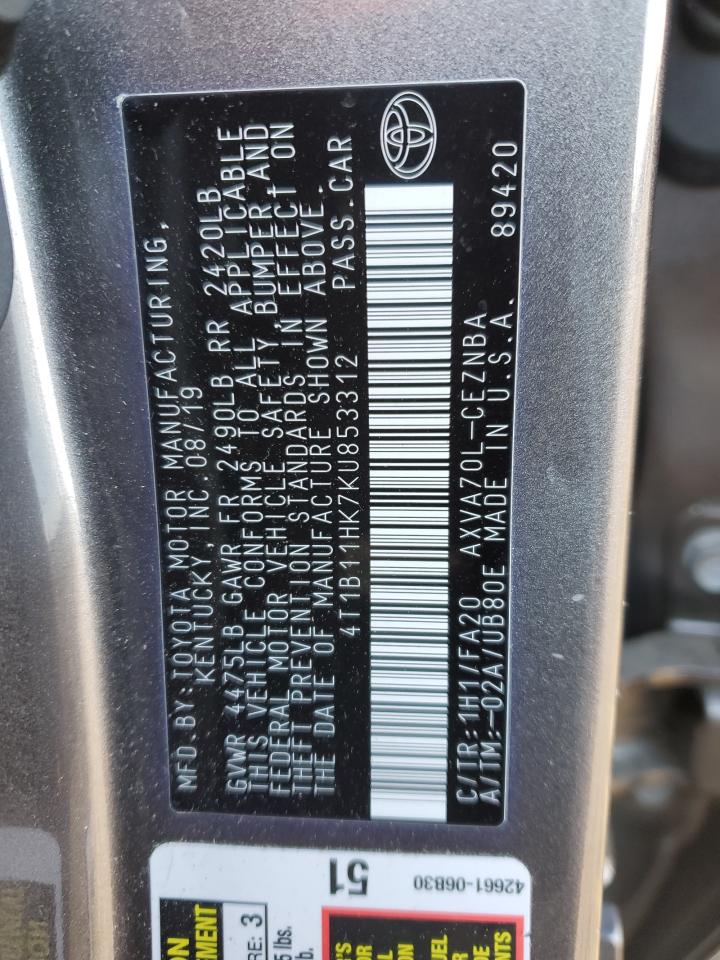 MFD.BY:TOYOTA MOTOR MANUFACTURING,
KENTUCKY, INC. 08/19
GVWR 4475LB GAWR FR 2490LB RR 2420LB
THIS VEHICLE CONFORMS TO ALL APPLICABLE
FEDERAL MOTOR VEHICLE SAFETY, BUMPER AND
THEFT PREVENTION STANDARDS IN EFFECT ON
THE DATE OF MANUFACTURE SHOWN ABOVE.
4T1B11HK7KU853312 PASS.CAR
C/TR:1H1/FA20 AXVA70L-CEZNBA
A/TM:-02A/UB80E MADE IN U.S.A. 89420
51
42661-06B30